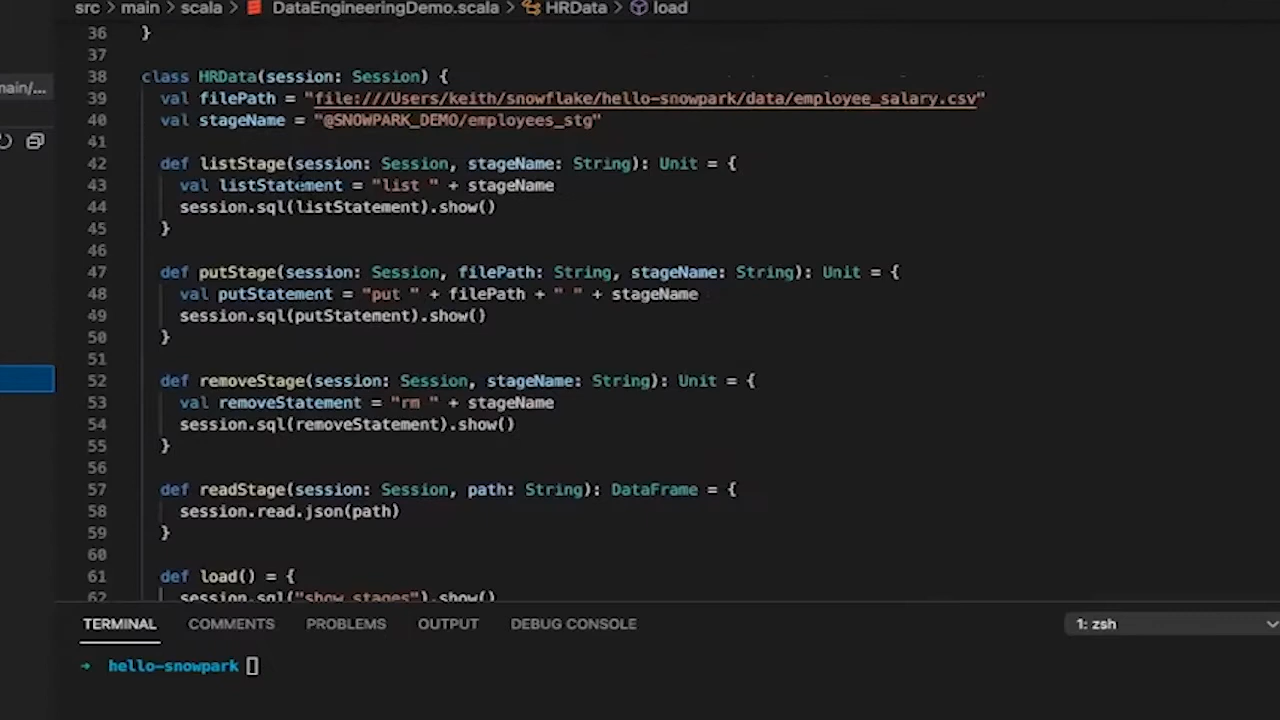 src > main > scala > DataEngineeringDemo.scala > HRData > load
main/...
36 }
37
38 class HRData(session: Session) {
39 val filePath = "file:///Users/keith/snowflake/hello-snowpark/data/employee_salary.csv"
40 val stageName = "@SNOWPARK_DEMO/employees_stg"
41
42 def listStage(session: Session, stageName: String): Unit = {
43 val listStatement = "list " + stageName
44 session.sql(listStatement).show()
45 }
46
47 def putStage(session: Session, filePath: String, stageName: String): Unit = {
48 val putStatement = "put " + filePath + " " + stageName
49 session.sql(putStatement).show()
50 }
51
52 def removeStage(session: Session, stageName: String): Unit = {
53 val removeStatement = "rm " + stageName
54 session.sql(removeStatement).show()
55 }
56
57 def readStage(session: Session, path: String): DataFrame = {
58 session.read.json(path)
59 }
60
61 def load() = {
62 session.sql("show stages").show()
TERMINAL COMMENTS PROBLEMS OUTPUT DEBUG CONSOLE 1: zsh
→ hello-snowpark